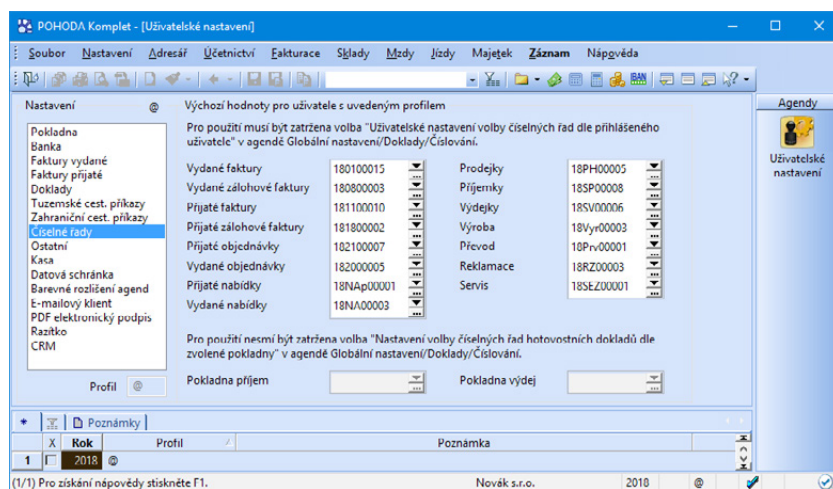 POHODA Komplet - [Uživatelské nastavení]
Soubor Nastavení Adresář Účetnictví Fakturace Sklady Mzdy Jízdy Majetek Záznam Nápověda
IBAN
Nastavení @
Pokladna
Banka
Faktury vydané
Faktury přijaté
Doklady
Tuzemské cest. příkazy
Zahraniční cest. příkazy
Číselné řady
Ostatní
Kasa
Datová schránka
Barevné rozlišení agend
E-mailový klient
PDF elektronický podpis
Razítko
CRM
Profil @
Výchozí hodnoty pro uživatele s uvedeným profilem
Pro použití musí být zatržena volba "Uživatelské nastavení volby číselných řad dle přihlášeného
uživatele" v agendě Globální nastavení/Doklady/Číslování.
Vydané faktury 180100015 Prodejky 18PH00005
Vydané zálohové faktury 180800003 Příjemky 18SP00008
Přijaté faktury 181100010 Výdejky 18SV00006
Přijaté zálohové faktury 181800002 Výroba 18Vyr00003
Přijaté objednávky 182100007 Převod 18Prv00001
Vydané objednávky 182000005 Reklamace 18RZ00003
Přijaté nabídky 18NAp00001 Servis 18SEZ00001
Vydané nabídky 18NA00003
Pro použití nesmí být zatržena volba "Nastavení volby číselných řad hotovostních dokladů dle
zvolené pokladny" v agendě Globální nastavení/Doklady/Číslování.
Pokladna příjem Pokladna výdej
Agendy
Uživatelské
nastavení
* Poznámky
X Rok Profil Poznámka
1 2018 @
(1/1) Pro získání nápovědy stiskněte F1. Novák s.r.o. 2018 @